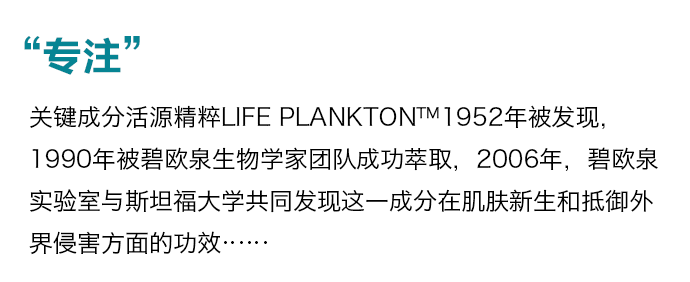 “专注”
关键成分活源精粹LIFE PLANKTON™1952年被发现，
1990年被碧欧泉生物学家团队成功萃取，2006年，碧欧泉
实验室与斯坦福大学共同发现这一成分在肌肤新生和抵御外
界侵害方面的功效……